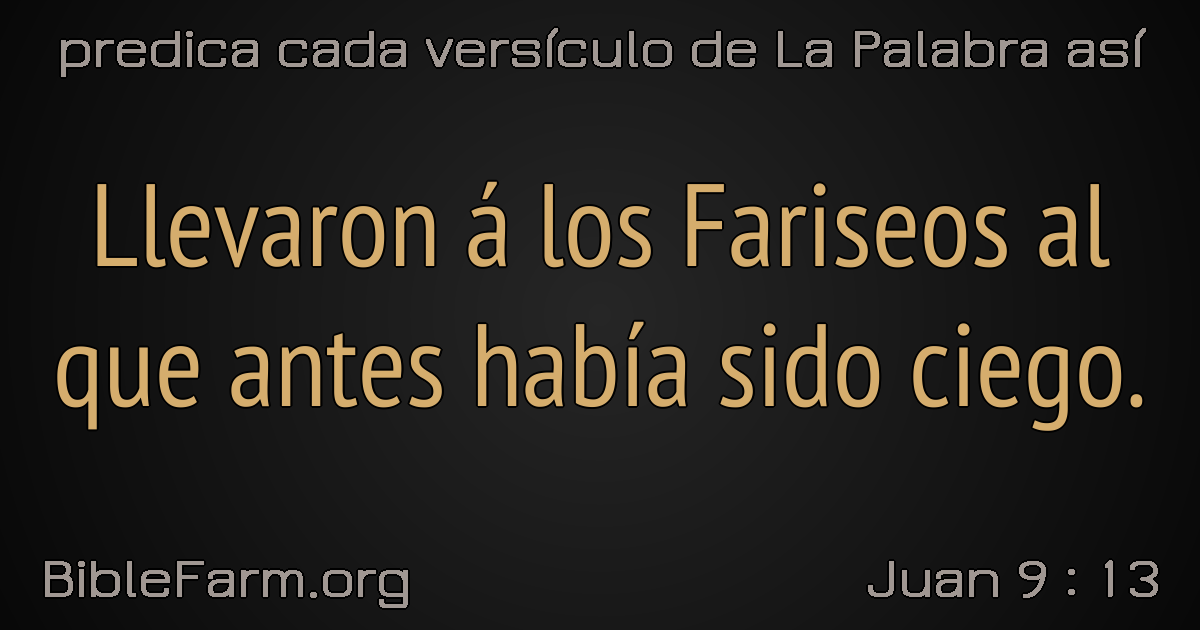 predica cada versículo de La Palabra así
Llevaron á los Fariseos al
que antes había sido ciego.
BibleFarm.org
Juan 9 : 13